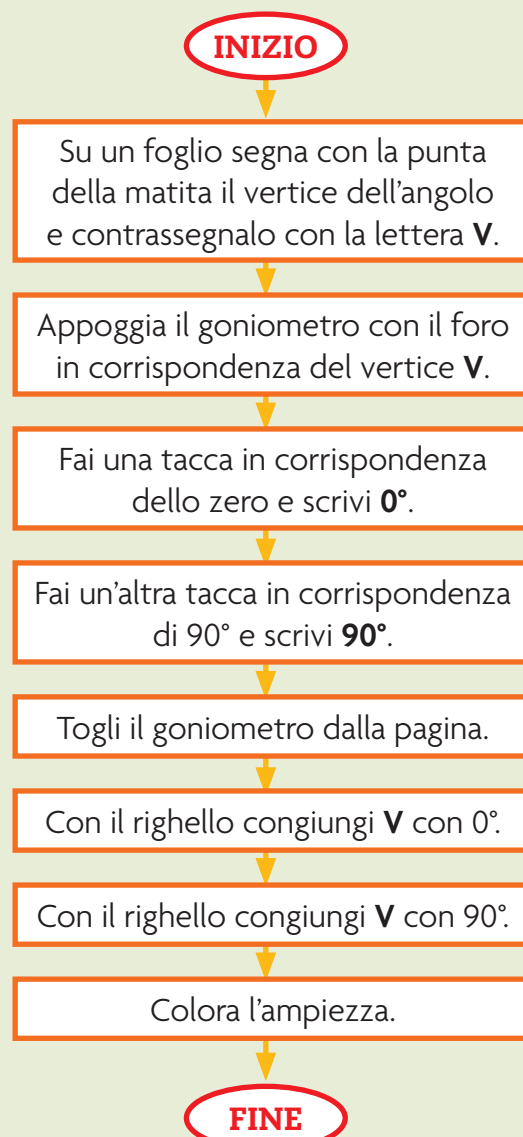 INIZIO
Su un foglio segna con la punta
della matita il vertice dell’angolo
e contrassegnalo con la lettera V.
Appoggia il goniometro con il foro
in corrispondenza del vertice V.
Fai una tacca in corrispondenza
dello zero e scrivi 0°.
Fai un’altra tacca in corrispondenza
di 90° e scrivi 90°.
Togli il goniometro dalla pagina.
Con il righello congiungi V con 0°.
Con il righello congiungi V con 90°.
Colora l’ampiezza.
FINE